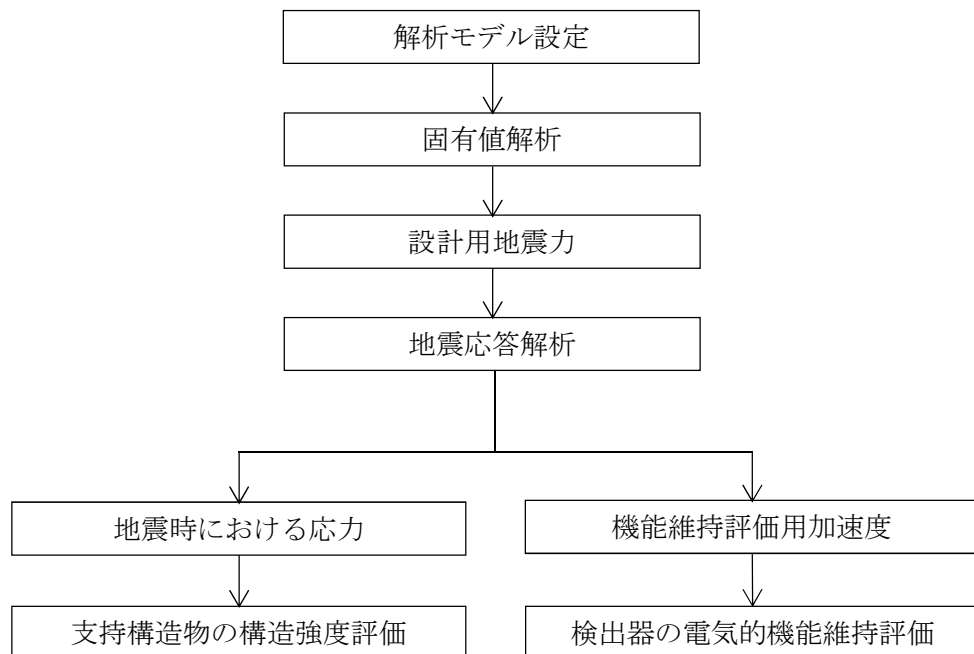 解析モデル設定
固有値解析
設計用地震力
地震応答解析
地震時における応力
機能維持評価用加速度
支持構造物の構造強度評価
検出器の電気的機能維持評価